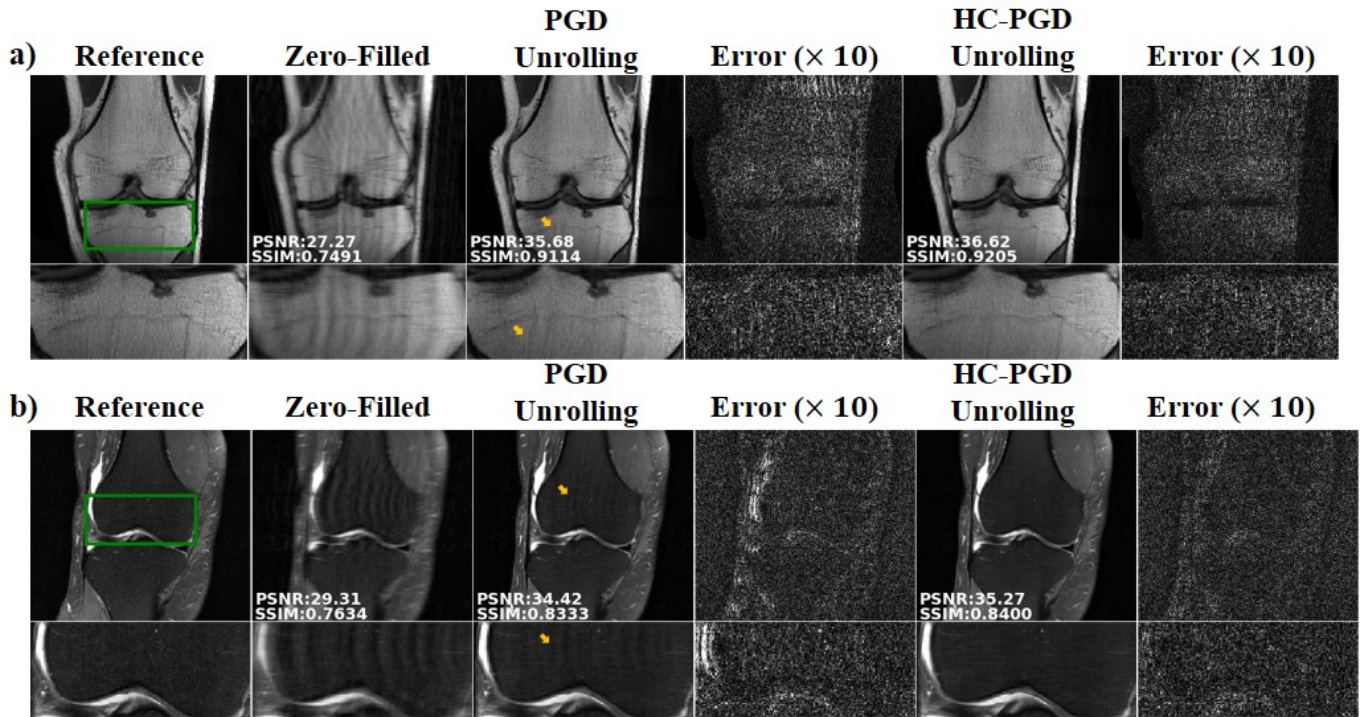 PGD HC-PGD
a) Reference Zero-Filled Unrolling Error (× 10) Unrolling Error (× 10)
PSNR:27.27 PSNR:35.68 PSNR:36.62
SSIM:0.7491 SSIM:0.9114 SSIM:0.9205
PGD HC-PGD
b) Reference Zero-Filled Unrolling Error (× 10) Unrolling Error (× 10)
PSNR:29.31 PSNR:34.42 PSNR:35.27
SSIM:0.7634 SSIM:0.8333 SSIM:0.8400